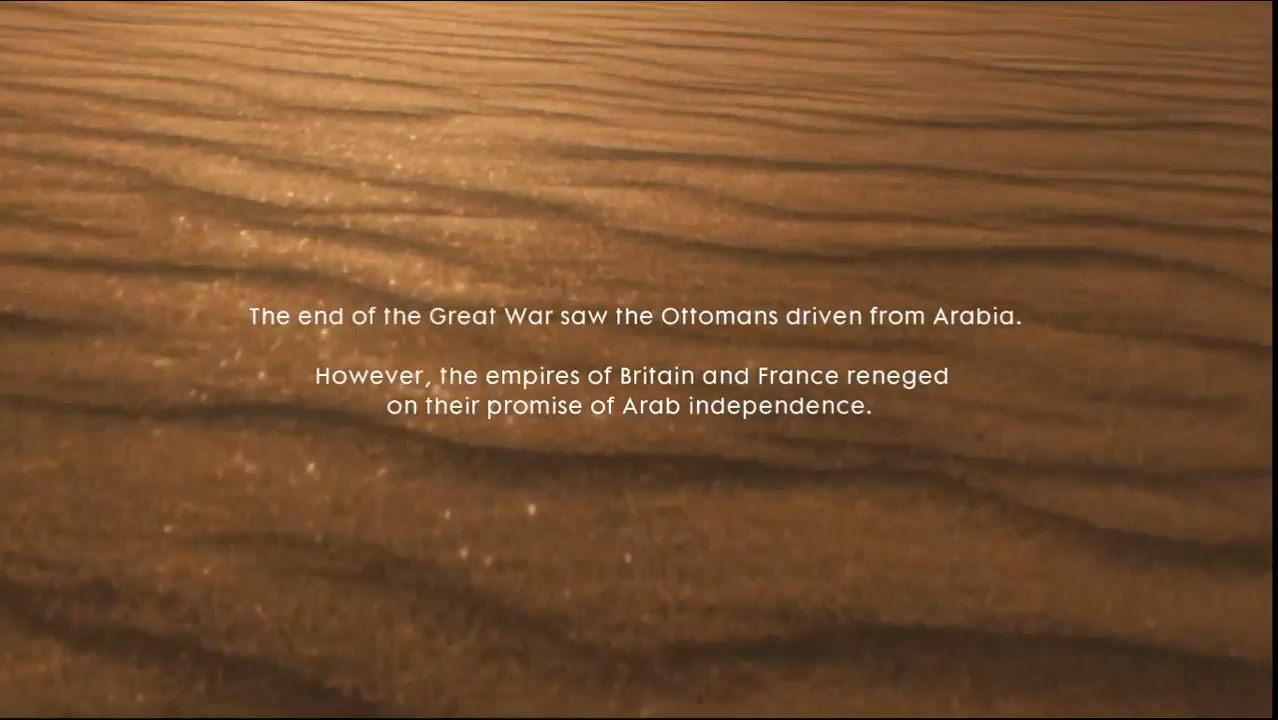 The end of the Great War saw the Ottomans driven from Arabia.
However, the empires of Britain and France reneged
on their promise of Arab independence.